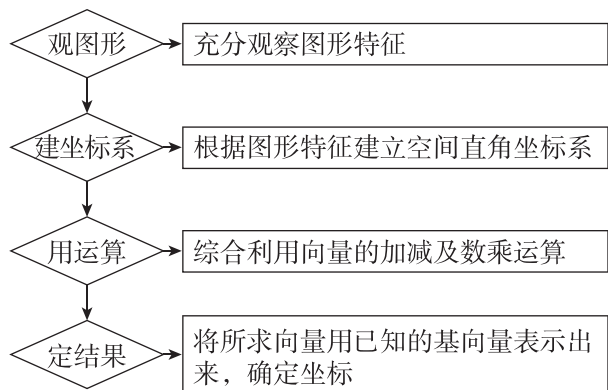 观图形
充分观察图形特征
建坐标系
根据图形特征建立空间直角坐标系
用运算
综合利用向量的加减及数乘运算
定结果
将所求向量用已知的基向量表示出
来，确定坐标